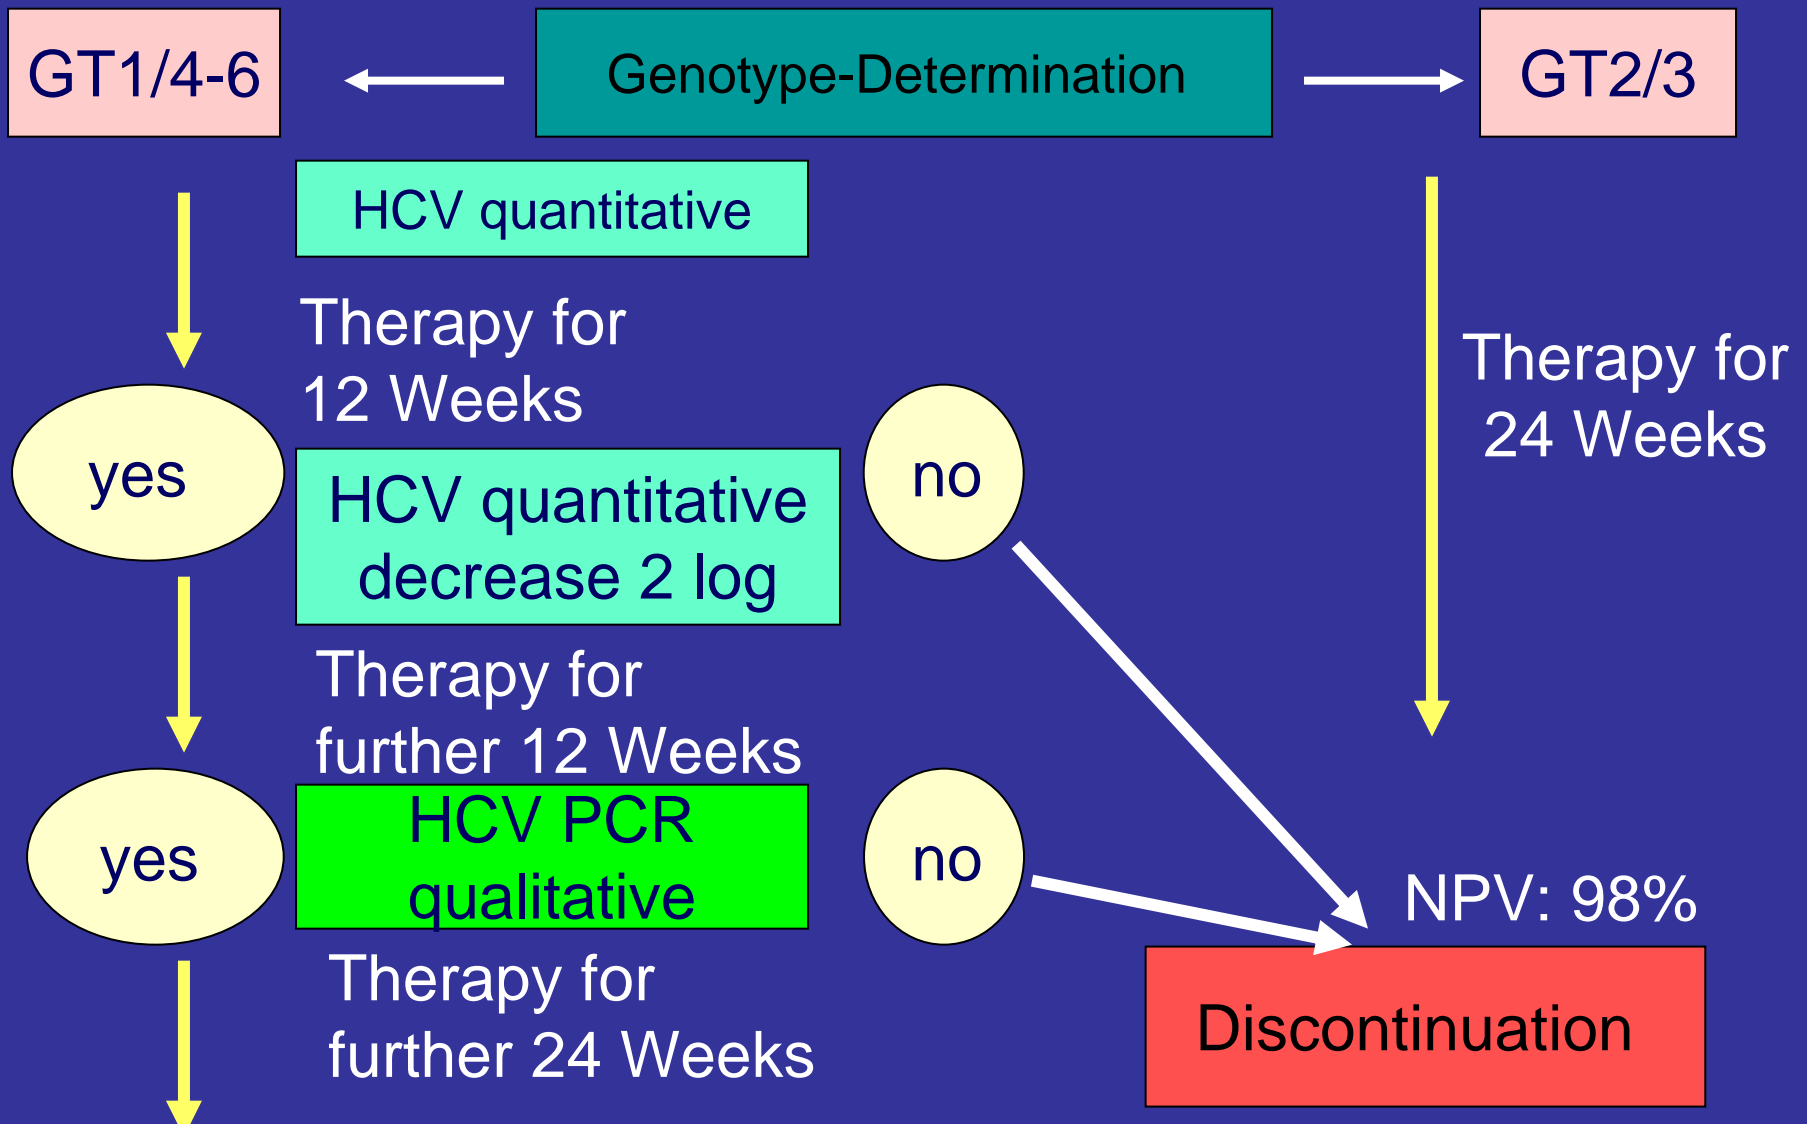 GT1/4-6
Genotype-Determination
GT2/3
HCV quantitative
Therapy for
12 Weeks
Therapy for
24 Weeks
yes
HCV quantitative
decrease 2 log
no
Therapy for
further 12 Weeks
yes
HCV PCR
qualitative
no
NPV: 98%
Therapy for
further 24 Weeks
Discontinuation